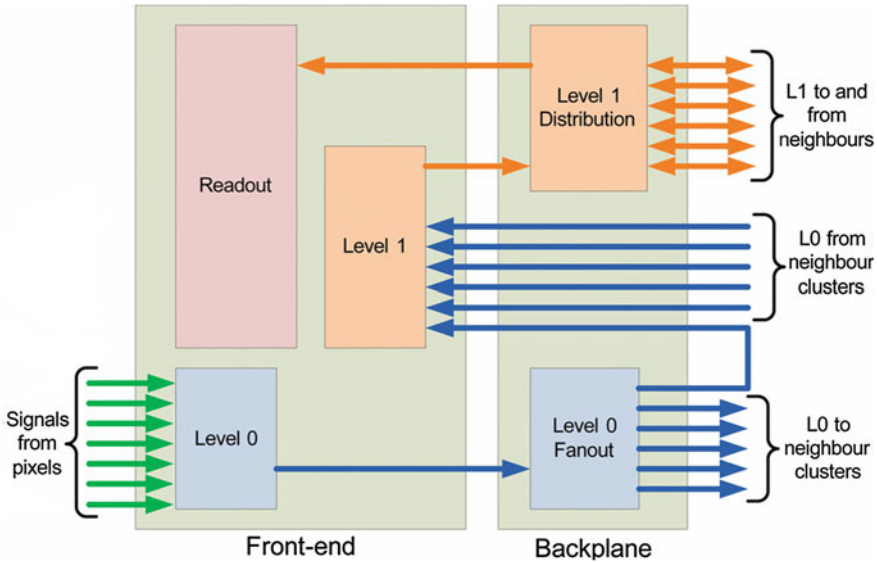 Readout
Level 1
Level 1
Distribution
L1 to and
from
neighbours
L0 from
neighbour
clusters
Signals
from
pixels
Level 0
Level 0
Fanout
L0 to
neighbour
clusters
Front-end
Backplane